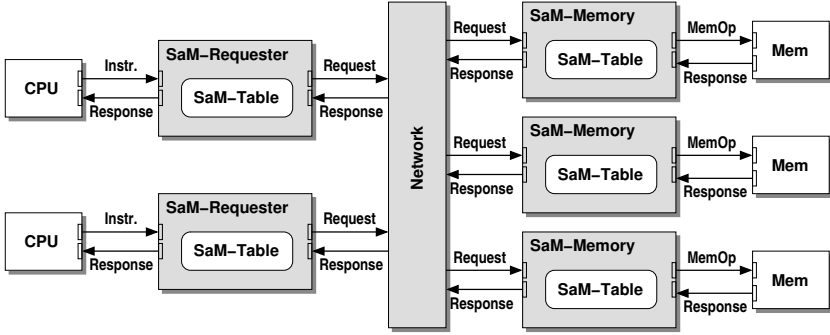 CPU
Instr.
Response
SaM−Requester
SaM−Table
Request
Response
CPU
Instr.
Response
SaM−Requester
SaM−Table
Request
Response
Network
Request
Response
SaM−Memory
SaM−Table
MemOp
Response
Mem
Request
Response
SaM−Memory
SaM−Table
MemOp
Response
Mem
Request
Response
SaM−Memory
SaM−Table
MemOp
Response
Mem